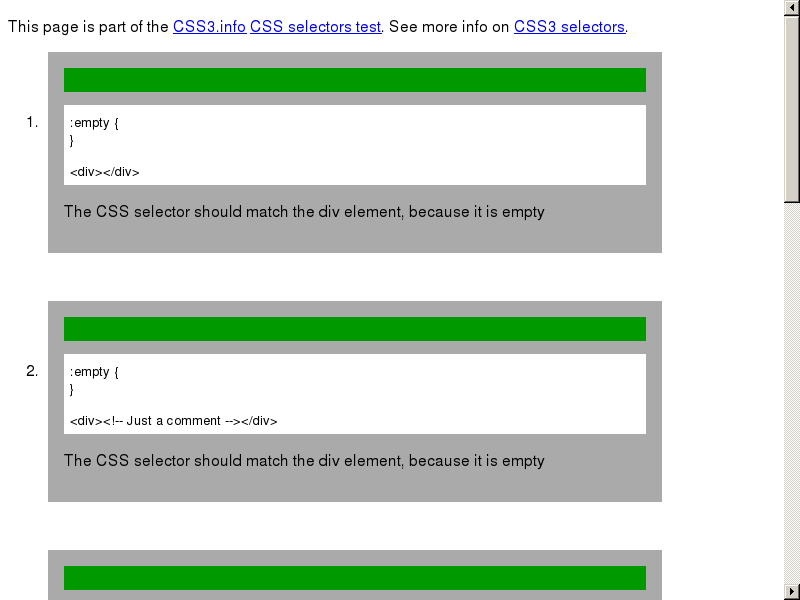 This page is part of the CSS3.info CSS selectors test. See more info on CSS3 selectors.
1.
:empty {
}
<div></div>
The CSS selector should match the div element, because it is empty
2.
:empty {
}
<div><!-- Just a comment --></div>
The CSS selector should match the div element, because it is empty